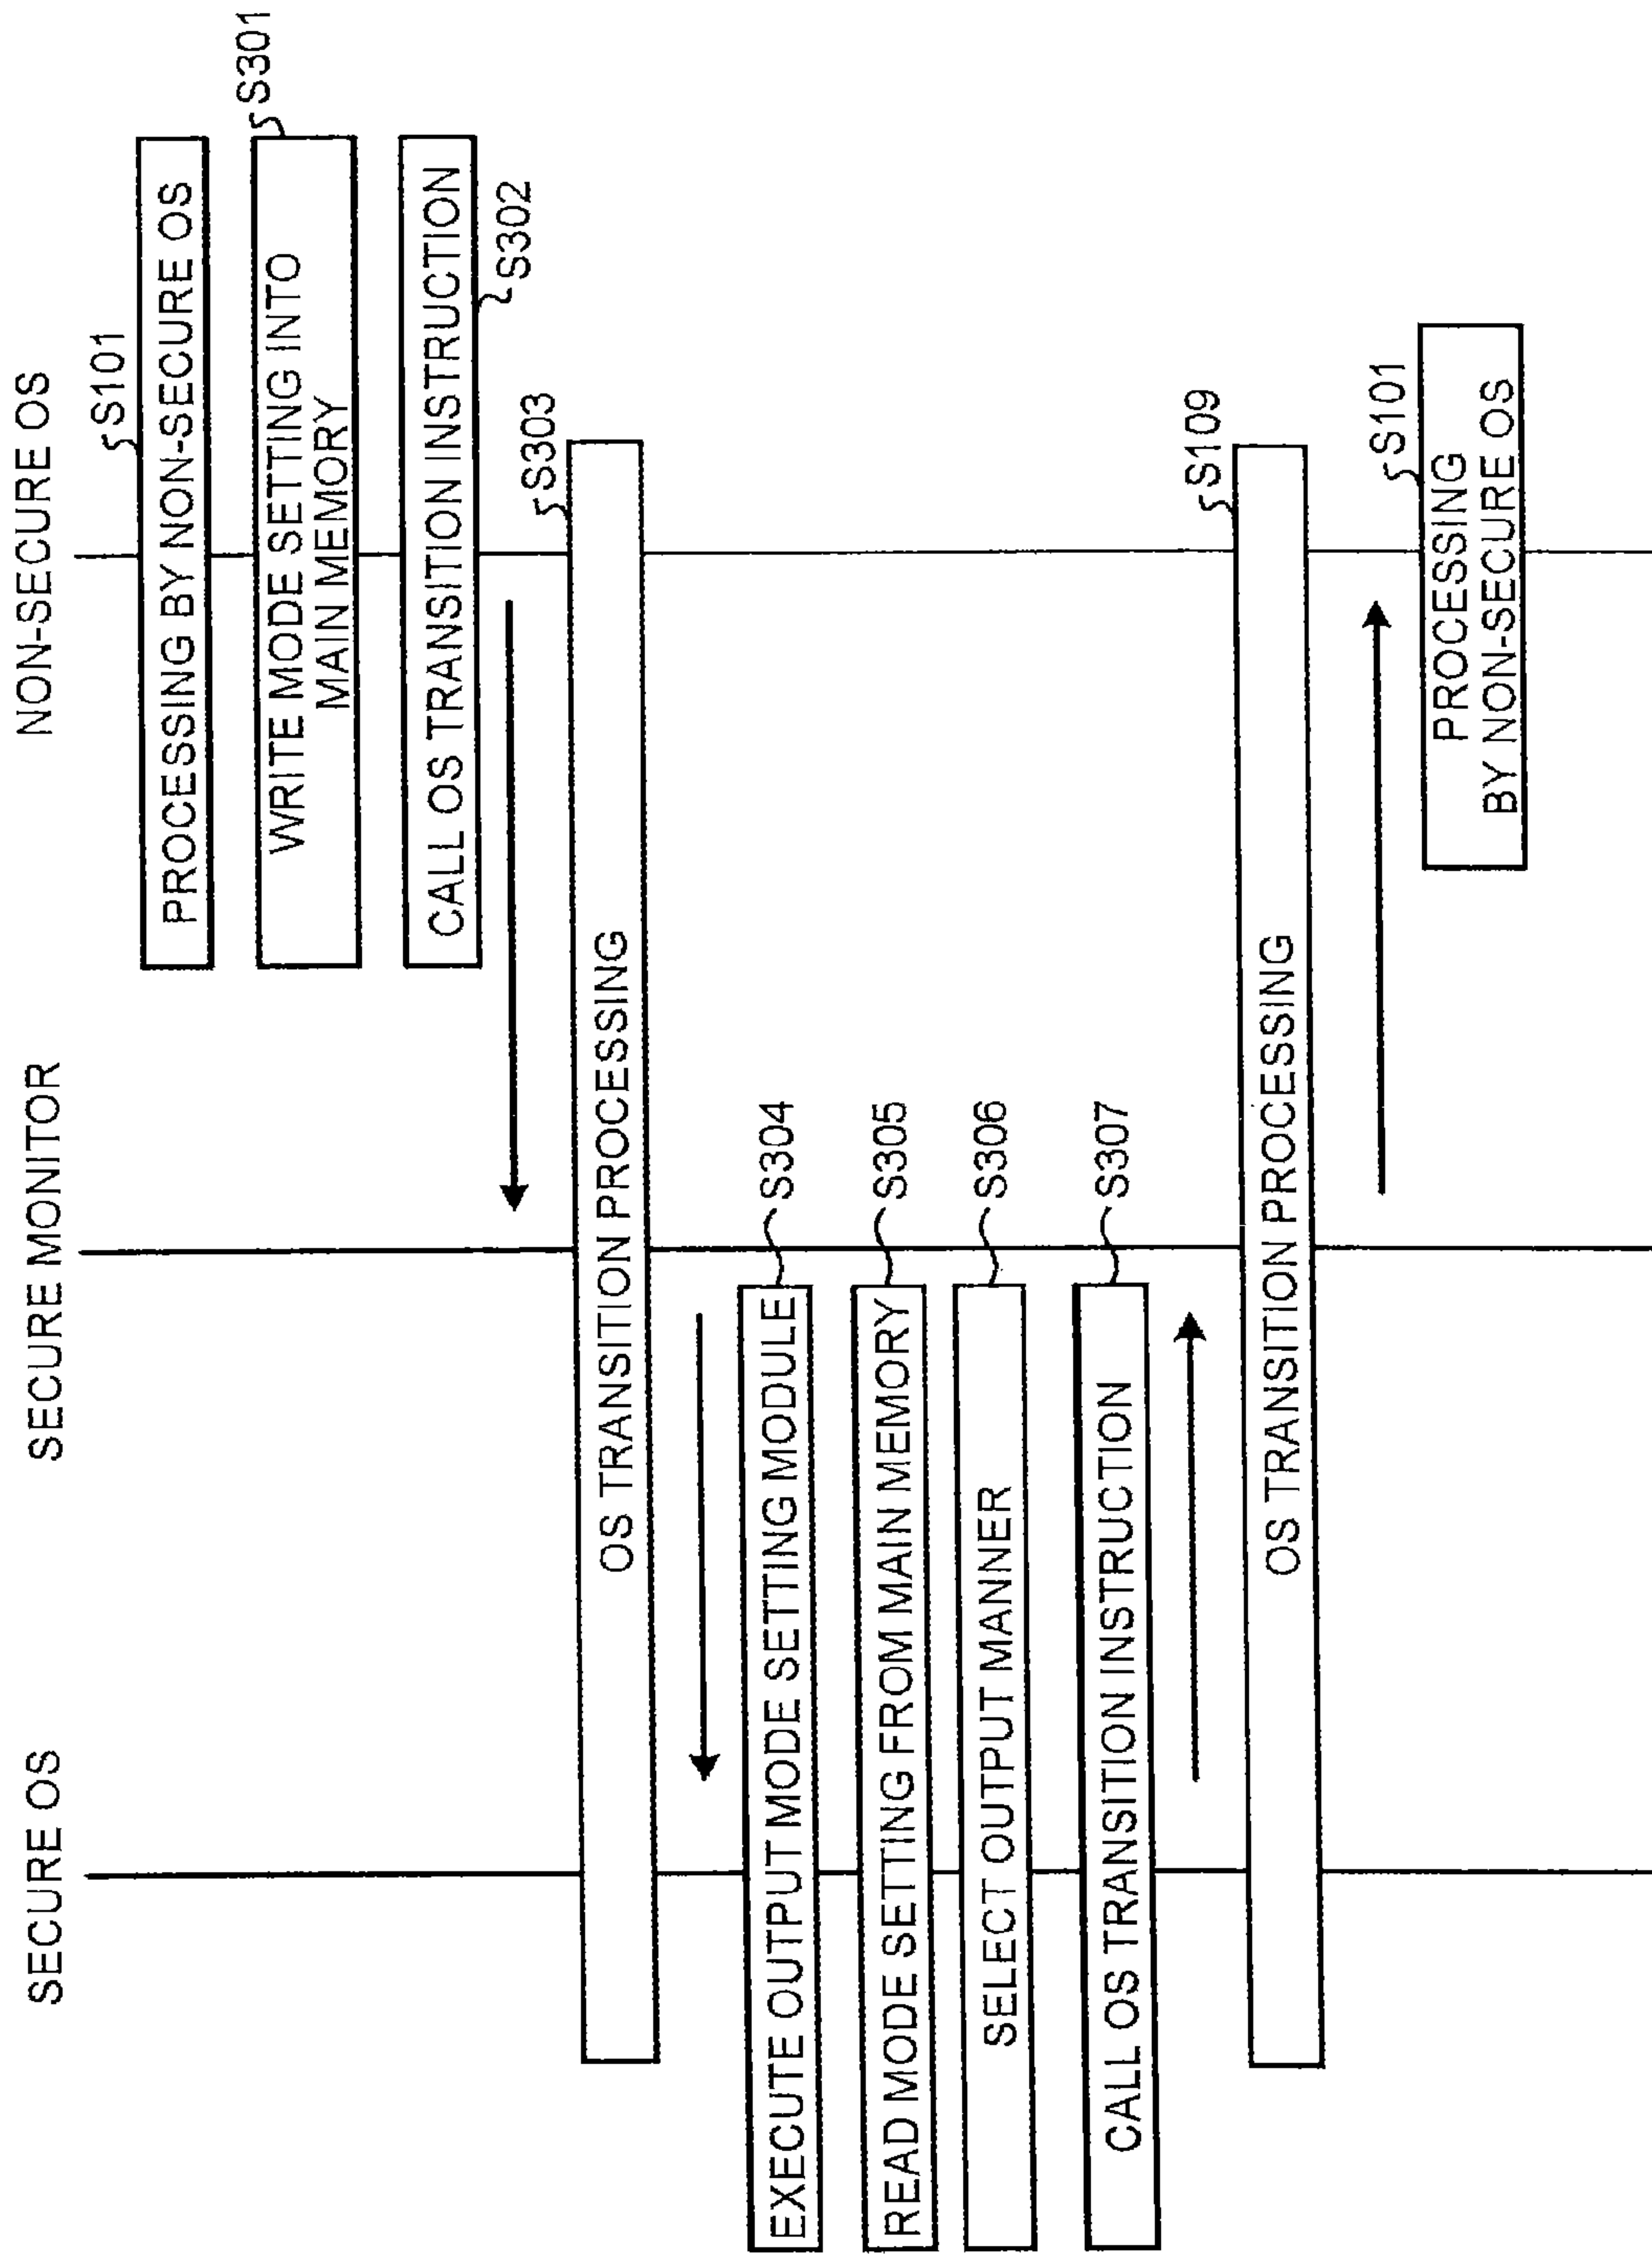 SECURE OS
SECURE MONITOR
NON-SECURE OS
S101
PROCESSING BY NON-SECURE OS
S301
WRITE MODE SETTING INTO
MAIN MEMORY
CALL OS TRANSITION INSTRUCTION
S302
S303
OS TRANSITION PROCESSING
EXECUTE OUTPUT MODE SETTING MODULE
S304
READ MODE SETTING FROM MAIN MEMORY
S305
SELECT OUTPUT MANNER
S306
CALL OS TRANSITION INSTRUCTION
S307
S109
OS TRANSITION PROCESSING
S101
PROCESSING
BY NON-SECURE OS